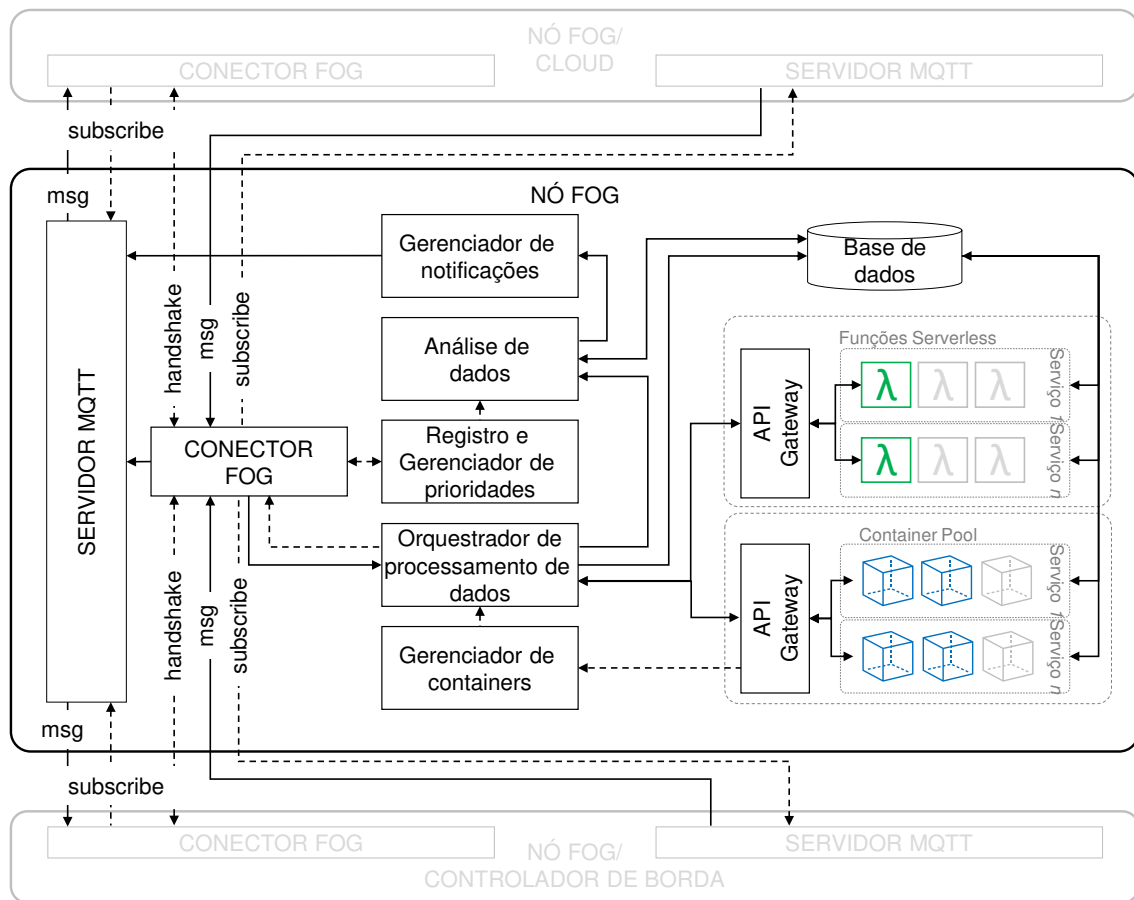 NÓ FOG/
CLOUD
CONECTOR FOG
SERVIDOR MQTT
subscribe
msg
NÓ FOG
handshake
msg
subscribe
SERVIDOR MQTT
Gerenciador de
notificações
Base de
dados
Análise de
dados
Funções Serverless
API
Gateway
λ
λ
λ
Serviço 1
λ
λ
λ
Serviço n
CONECTOR
FOG
Registro e
Gerenciador de
prioridades
Orquestrador de
processamento de
dados
Container Pool
API
Gateway
Serviço 1
Serviço n
Gerenciador de
containers
handshake
msg
subscribe
msg
subscribe
CONECTOR FOG
SERVIDOR MQTT
NÓ FOG/
CONTROLADOR DE BORDA